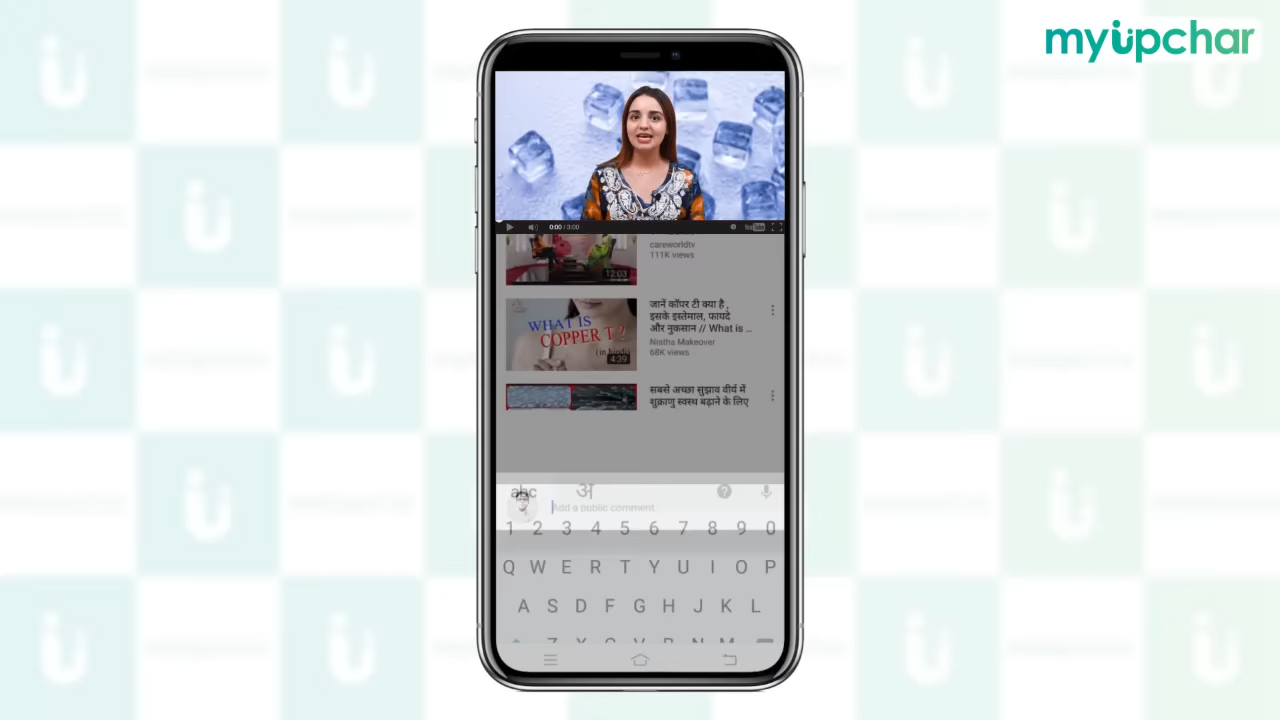 myupchar
0:00 / 3:00
careworldtv
111K views
12:03
WHAT IS
COPPER T ?
(in hindi)
4:39
जानें कॉपर टी क्या है ,
इसके इस्तेमाल, फायदे
और नुकसान // What is ...
Nistha Makeover
68K views
सबसे अच्छा सुझाव वीर्य में
शुक्राणु स्वस्थ बढ़ाने के लिए
abc अ
Add a public comment.
1 2 3 4 5 6 7 8 9 0
Q W E R T Y U I O P
A S D F G H J K L
Z X C V B N M